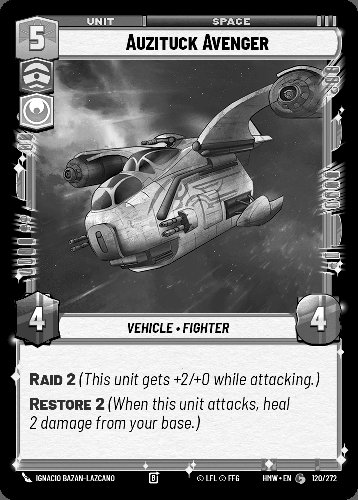 UNIT SPACE
5 AUZITUCK AVENGER
4 4
VEHICLE • FIGHTER
RAID 2 (This unit gets +2/+0 while attacking.)
RESTORE 2 (When this unit attacks, heal
2 damage from your base.)
IGNACIO BAZAN-LAZCANO © LFL © FFG HMW • EN 120/272